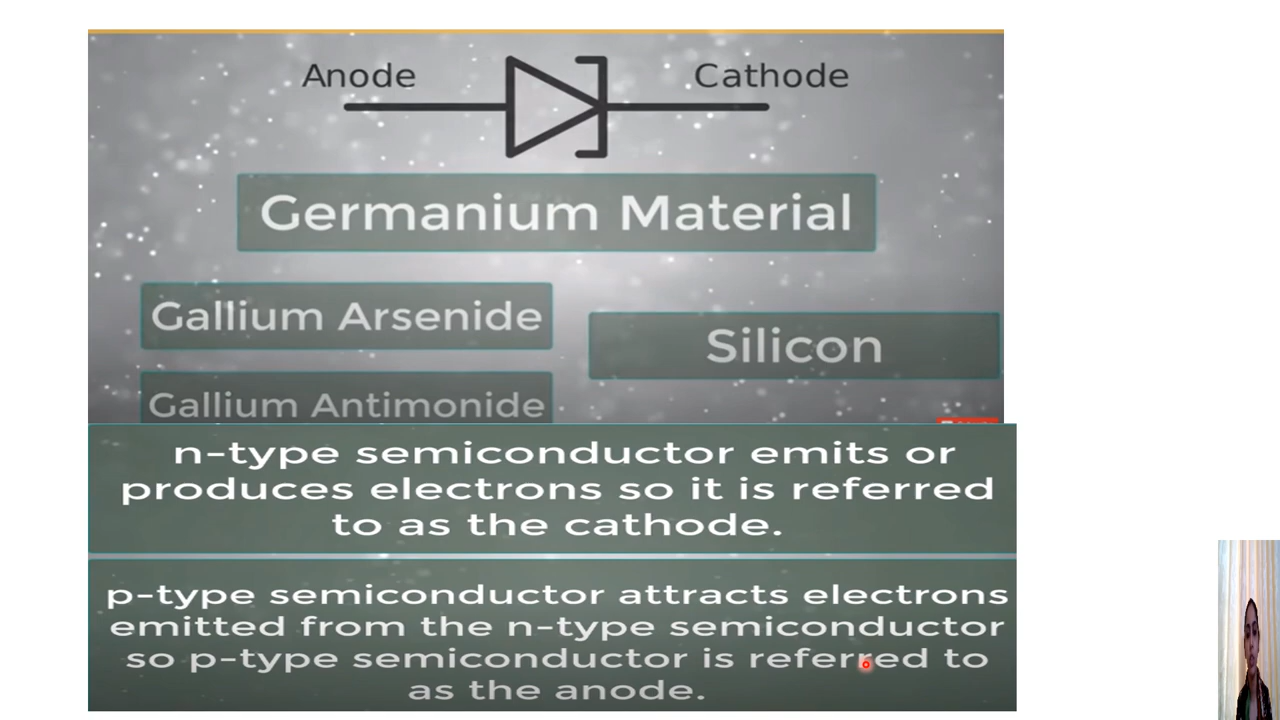 Anode
Cathode
Germanium Material
Gallium Arsenide
Silicon
Gallium Antimonide
n-type semiconductor emits or
produces electrons so it is referred
to as the cathode.
p-type semiconductor attracts electrons
emitted from the n-type semiconductor
so p-type semiconductor is referred to
as the anode.